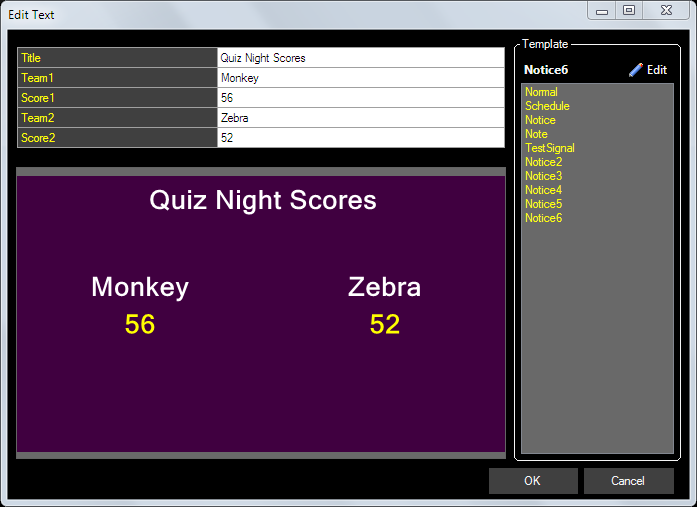 Edit Text
Title Quiz Night Scores
Team1 Monkey
Score1 56
Team2 Zebra
Score2 52
Quiz Night Scores
Monkey Zebra
56 52
Template
Notice6 Edit
Normal
Schedule
Notice
Note
TestSignal
Notice2
Notice3
Notice4
Notice5
Notice6
OK Cancel